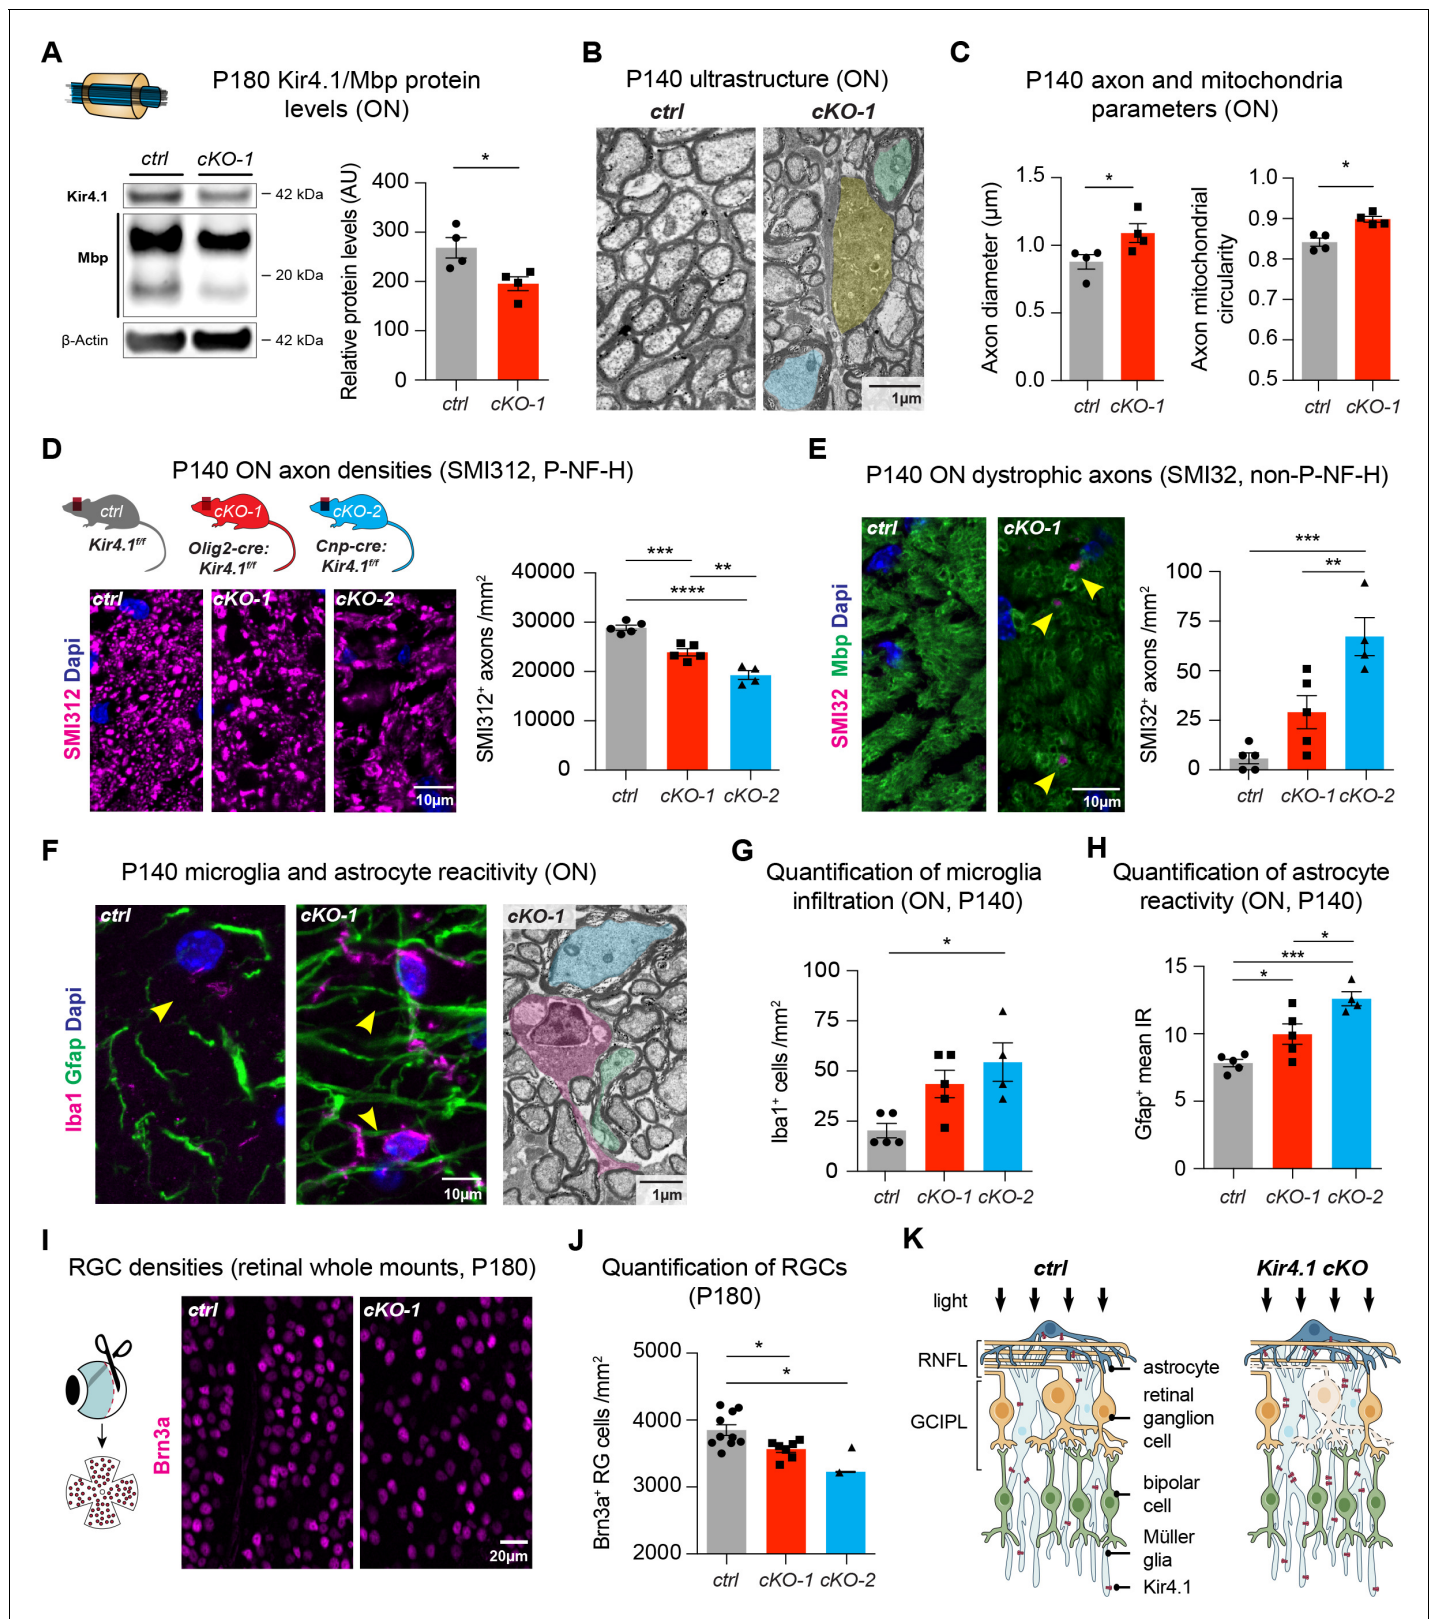 A
P180 Kir4.1/Mbp protein
levels (ON)
ctrl
cKO-1
Kir4.1
42 kDa
Mbp
20 kDa
β-Actin
42 kDa
Relative protein levels (AU)
400
300
200
100
0
*
ctrl
cKO-1
B
P140 ultrastructure (ON)
ctrl
cKO-1
1µm
C
P140 axon and mitochondria
parameters (ON)
Axon diameter (µm)
1.5
1.0
0.5
0.0
*
ctrl cKO-1
Axon mitochondrial
circularity
1.0
0.9
0.8
0.7
0.6
0.5
*
ctrl cKO-1
D
P140 ON axon densities (SMI312, P-NF-H)
ctrl
cKO-1
cKO-2
Kir4.1f/f
Olig2-cre:
Kir4.1f/f
Cnp-cre:
Kir4.1f/f
SMI312 Dapi
ctrl
cKO-1
cKO-2
10µm
SMI312+ axons /mm2
40000
30000
20000
10000
0
***
**
****
ctrl
cKO-1
cKO-2
E
P140 ON dystrophic axons (SMI32, non-P-NF-H)
SMI32 Mbp Dapi
ctrl
cKO-1
10µm
SMI32+ axons /mm2
100
75
50
25
0
***
**
ctrl
cKO-1
cKO-2
F
P140 microglia and astrocyte reacitivity (ON)
Iba1 Gfap Dapi
ctrl
cKO-1
10µm
cKO-1
1µm
G
Quantification of microglia
infiltration (ON, P140)
Iba1+ cells /mm2
100
75
50
25
0
*
ctrl
cKO-1
cKO-2
H
Quantification of astrocyte
reactivity (ON, P140)
Gfap+ mean IR
15
10
5
0
*
***
*
ctrl
cKO-1
cKO-2
I
RGC densities (retinal whole mounts, P180)
Brn3a
ctrl
cKO-1
20µm
J
Quantification of RGCs
(P180)
Brn3a+ RG cells /mm2
5000
4000
3000
2000
*
*
ctrl
cKO-1
cKO-2
K
ctrl
Kir4.1 cKO
light
RNFL
GCIPL
astrocyte
retinal
ganglion
cell
bipolar
cell
Müller
glia
Kir4.1